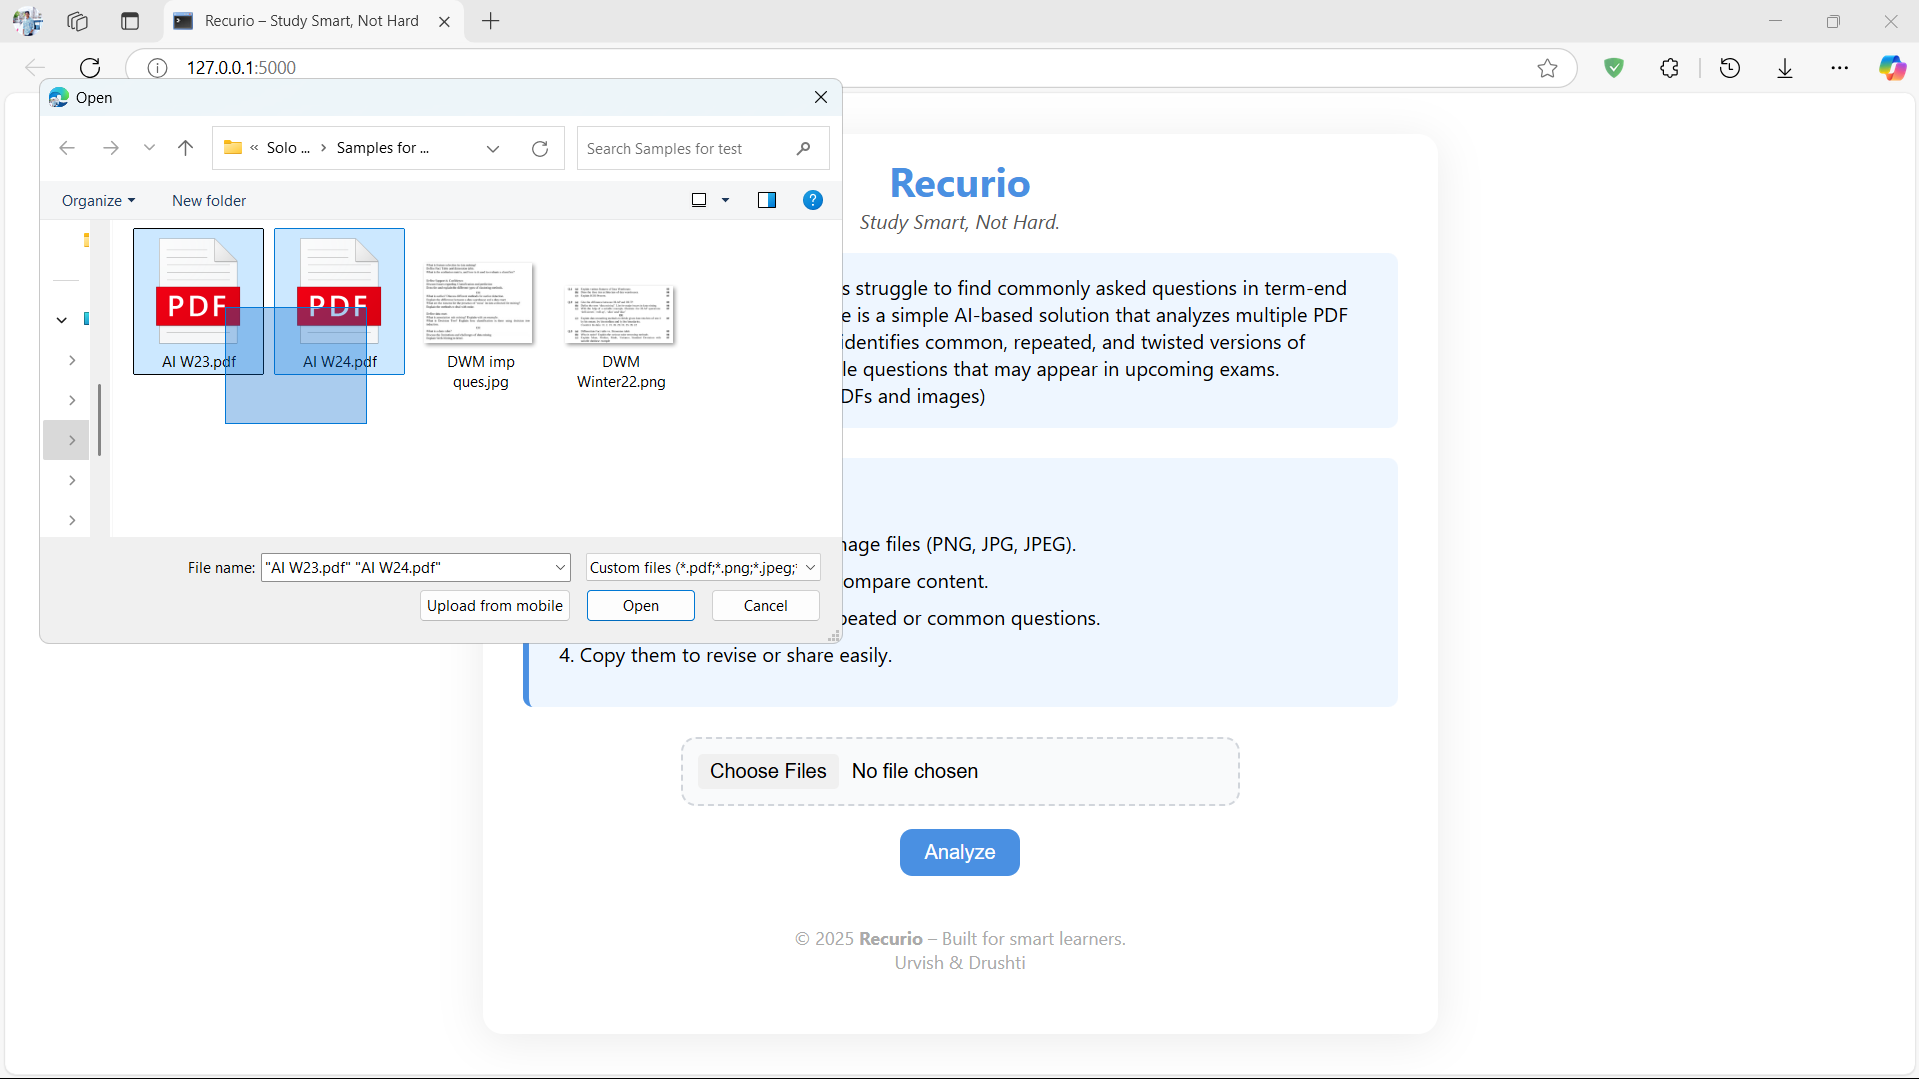 Recurio – Study Smart, Not Hard
127.0.0.1:5000
Open
« Solo ... › Samples for ...
Search Samples for test
Organize
New folder
PDF
PDF
AI W23.pdf
AI W24.pdf
DWM imp
ques.jpg
DWM
Winter22.png
File name: "AI W23.pdf" "AI W24.pdf"
Custom files (*.pdf;*.png;*.jpeg;
Upload from mobile
Open
Cancel
Recurio
Study Smart, Not Hard.
s struggle to find commonly asked questions in term-end
e is a simple AI-based solution that analyzes multiple PDF
identifies common, repeated, and twisted versions of
le questions that may appear in upcoming exams.
DFs and images)
nage files (PNG, JPG, JPEG).
ompare content.
peated or common questions.
4. Copy them to revise or share easily.
Choose Files No file chosen
Analyze
© 2025 Recurio – Built for smart learners.
Urvish & Drushti